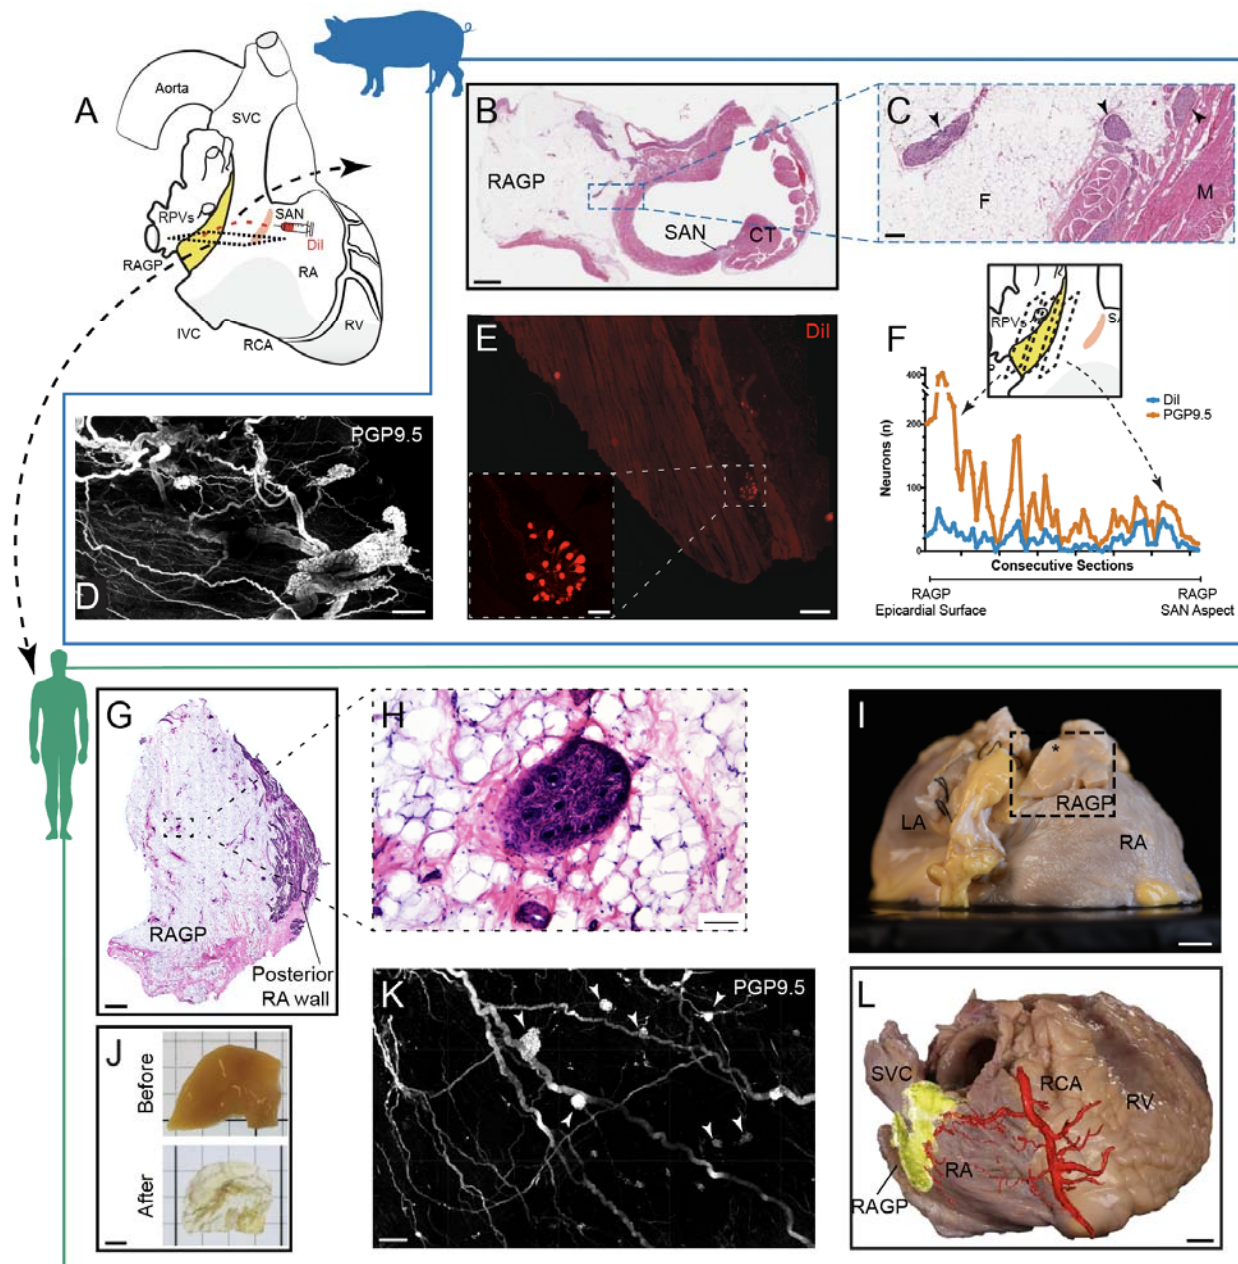 A
Aorta
SVC
RPVs
SAN
DiI
RAGP
RA
IVC
RCA
RV
B
RAGP
SAN
CT
C
F
M
D
PGP9.5
E
DiI
F
RPVs
S
DiI
PGP9.5
Neurons (n)
400
200
100
0
Consecutive Sections
RAGP
Epicardial Surface
RAGP
SAN Aspect
G
RAGP
Posterior
RA wall
H
I
*
LA
RAGP
RA
J
Before
After
K
PGP9.5
L
SVC
RCA
RV
RA
RAGP